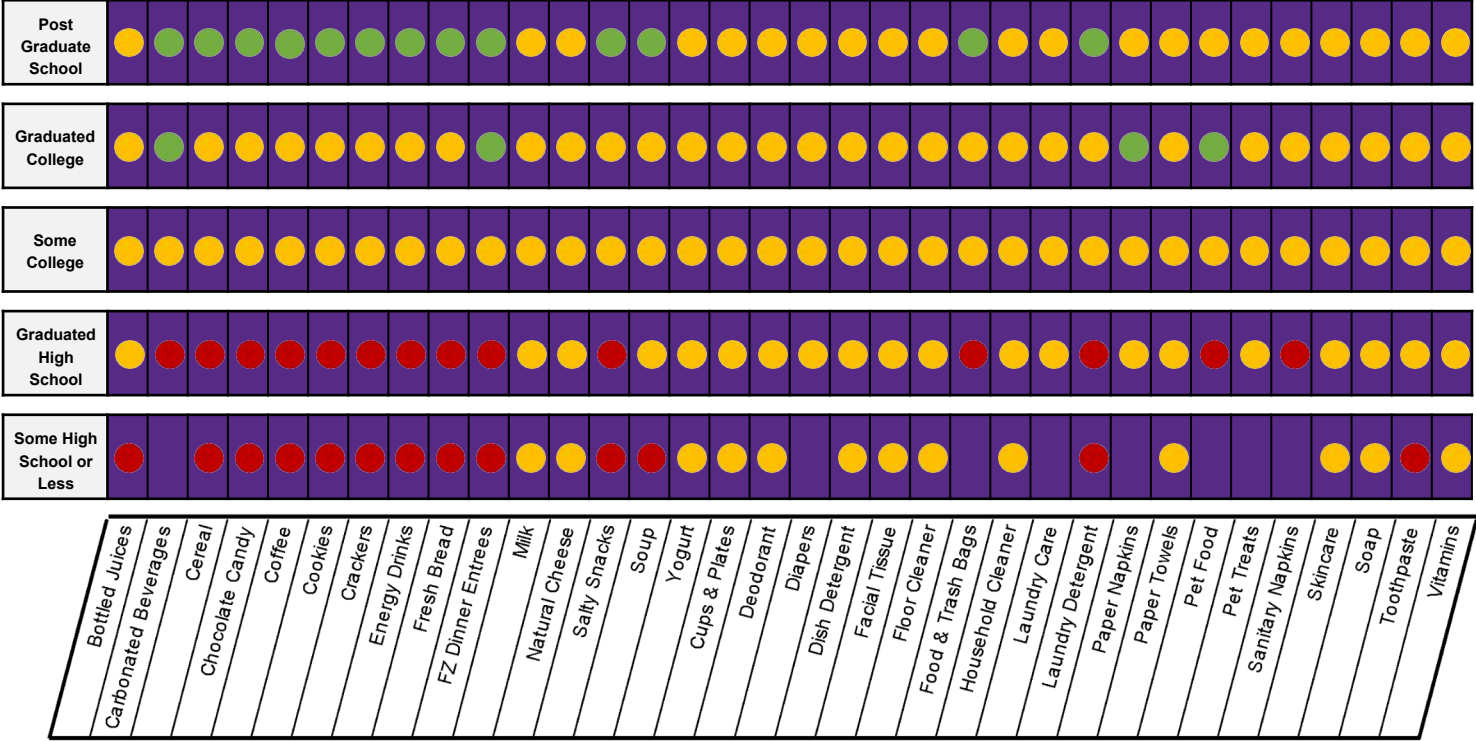 Post
Graduate
School
Graduated
College
Some
College
Graduated
High
School
Some High
School or
Less
Bottled Juices
Carbonated Beverages
Cereal
Chocolate Candy
Coffee
Cookies
Crackers
Energy Drinks
Fresh Bread
FZ Dinner Entrees
Milk
Natural Cheese
Salty Snacks
Soup
Yogurt
Cups & Plates
Deodorant
Diapers
Dish Detergent
Facial Tissue
Floor Cleaner
Food & Trash Bags
Household Cleaner
Laundry Care
Laundry Detergent
Paper Napkins
Paper Towels
Pet Food
Pet Treats
Sanitary Napkins
Skincare
Soap
Toothpaste
Vitamins